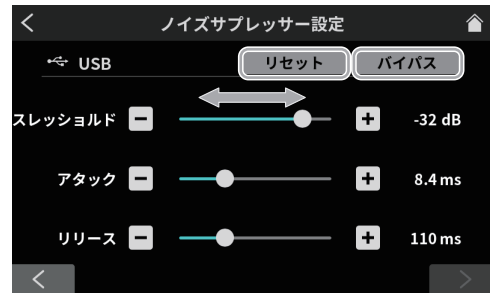 ノイズサプレッサー設定
USB リセット バイパス
スレッショルド -32 dB
アタック 8.4 ms
リリース 110 ms